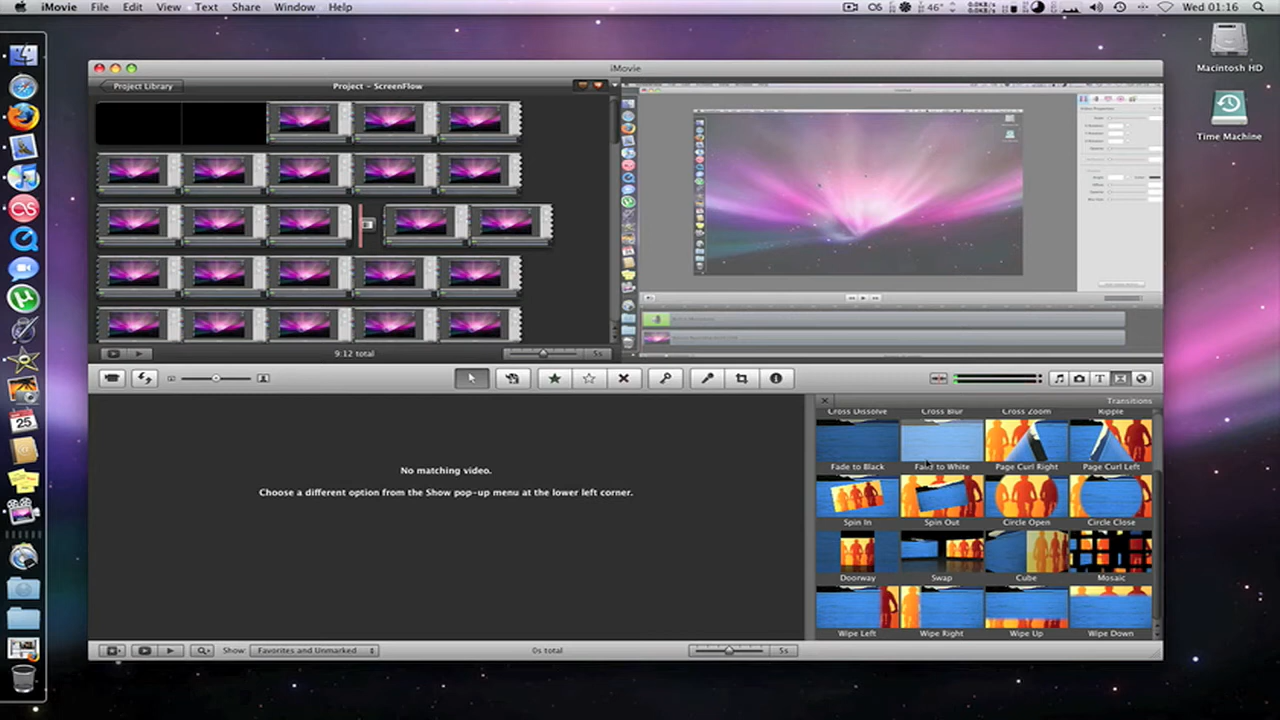 iMovie File Edit View Text Share Window Help
46° Wed 01:16
Macintosh HD
Time Machine
iMovie
Project Library
Project – ScreenFlow
9:12 total
5s
Transitions
Cross Dissolve Cross Blur Cross Zoom Ripple
Fade to Black Fade to White Page Curl Right Page Curl Left
Spin In Spin Out Circle Open Circle Close
Doorway Swap Cube Mosaic
Wipe Left Wipe Right Wipe Up Wipe Down
No matching video.
Choose a different option from the Show pop-up menu at the lower left corner.
Show: Favorites and Unmarked
0s total
5s
25